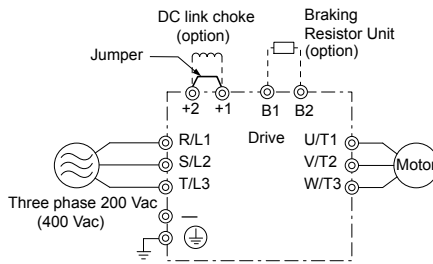 DC link choke
(option)
Braking
Resistor Unit
(option)
Jumper
+2
+1
B1
B2
R/L1
Drive
U/T1
S/L2
V/T2
Motor
T/L3
W/T3
Three phase 200 Vac
(400 Vac)
—